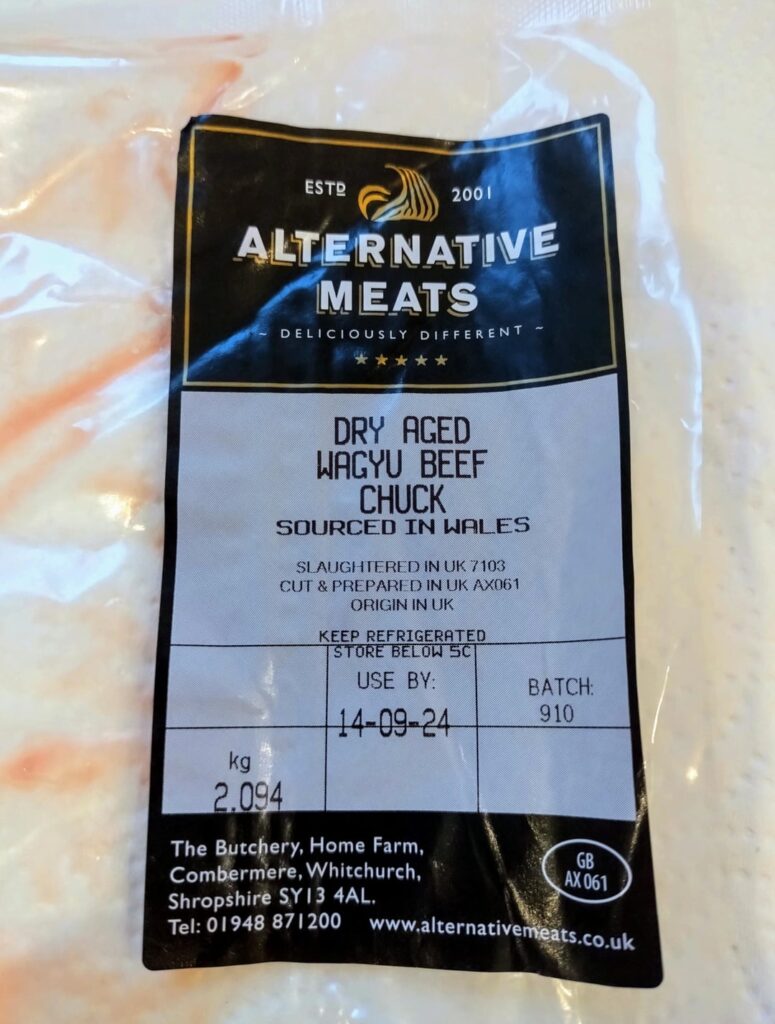 ESTD 2001
ALTERNATIVE
MEATS
~ DELICIOUSLY DIFFERENT ~
DRY AGED
WAGYU BEEF
CHUCK
SOURCED IN WALES
SLAUGHTERED IN UK 7103
CUT & PREPARED IN UK AX061
ORIGIN IN UK
KEEP REFRIGERATED
STORE BELOW 5C
USE BY:
14-09-24
BATCH:
910
kg
2.094
The Butchery, Home Farm,
Combermere, Whitchurch,
Shropshire SY13 4AL.
Tel: 01948 871200 www.alternativemeats.co.uk
GB
AX 061